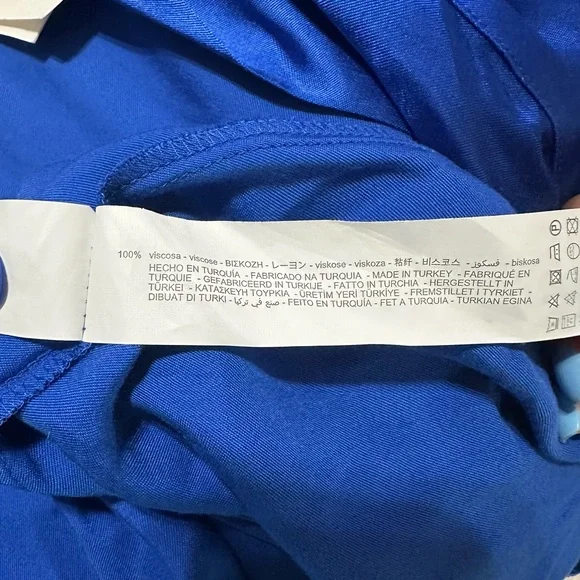 100% viscosa - viscose - ΒΙΣΚΟΖΗ - レーヨン - viskose - viskoza - 粘纤 - 비스코스 - فسكوز - biskosa
HECHO EN TURQUÍA - FABRICADO NA TURQUIA - MADE IN TURKEY - FABRIQUÉ EN
TURQUIE - GEFABRICEERD IN TURKIJE - FATTO IN TURCHIA - HERGESTELLT IN
TÜRKEI - ΚΑΤΑΣΚΕΥΗ ΤΟΥΡΚΙΑ - ÜRETİM YERİ TÜRKİYE - FREMSTILLET I TYRKIET -
DIBUAT DI TURKI - صنع في تركيا - FEITO EN TURQUÍA - FET A TURQUIA - TURKIAN EGINA